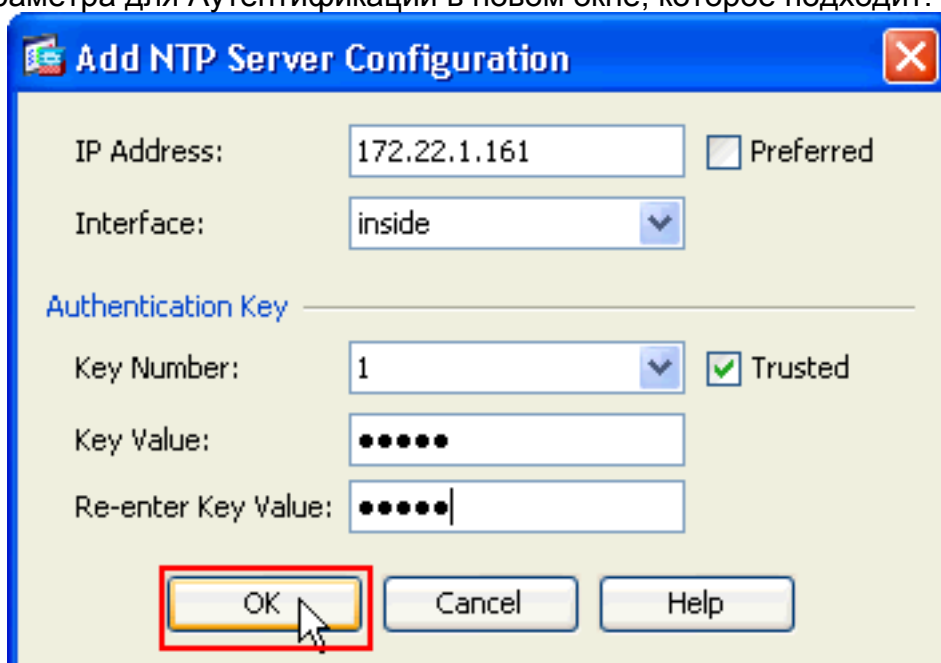 для Аутентификации в новом окне, которое подходит.
Add NTP Server Configuration
IP Address: 172.22.1.161 Preferred
Interface: inside
Authentication Key
Key Number: 1 Trusted
Key Value: •••••
Re-enter Key Value: •••••
OK Cancel Help